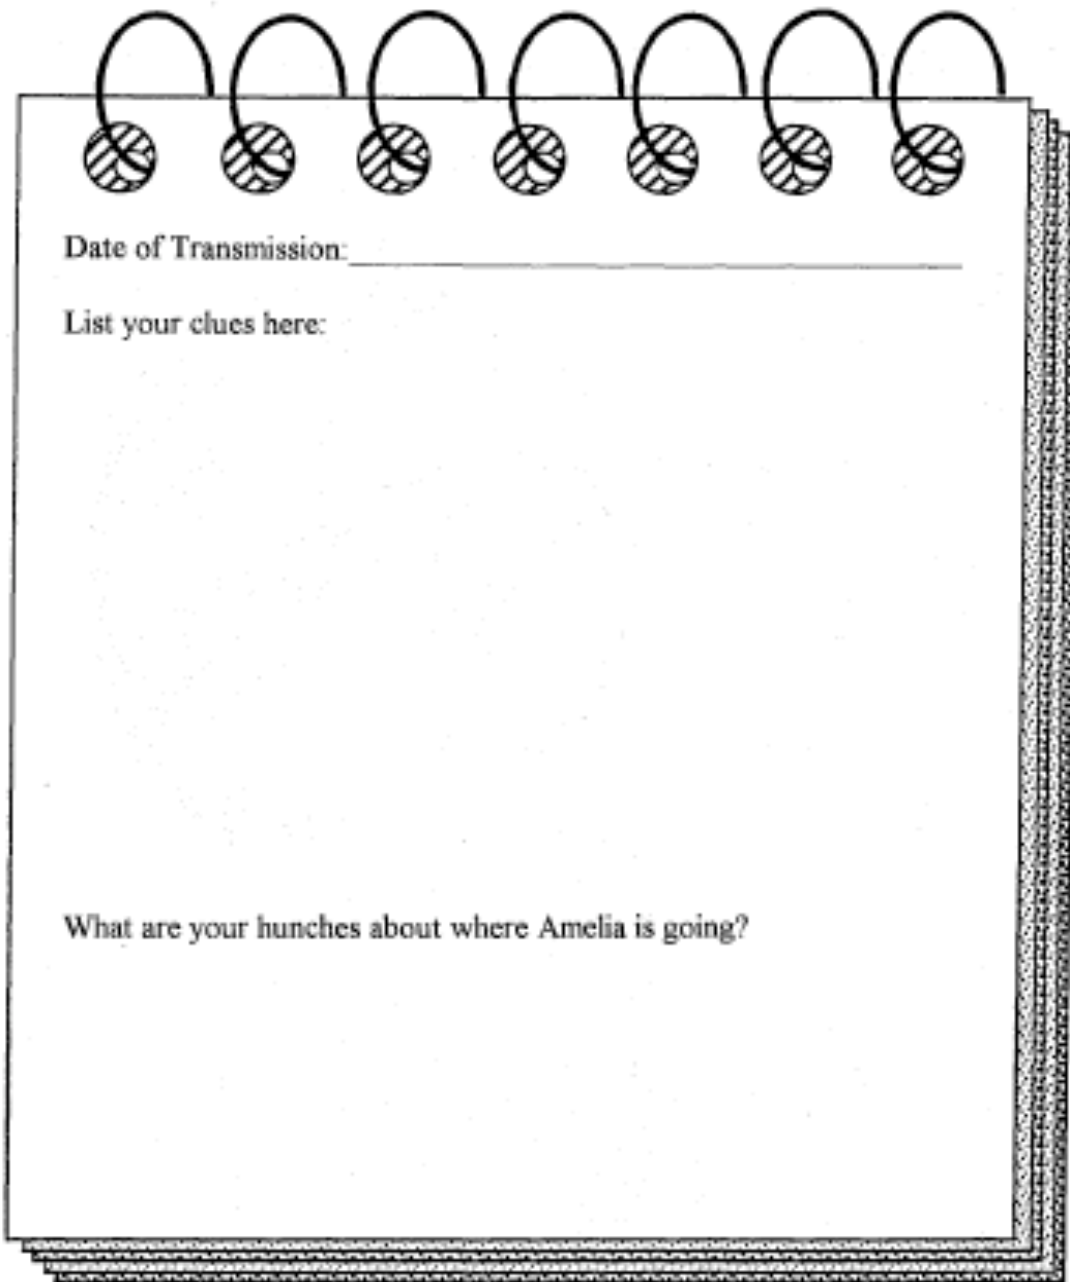 Date of Transmission:
List your clues here:
What are your hunches about where Amelia is going?